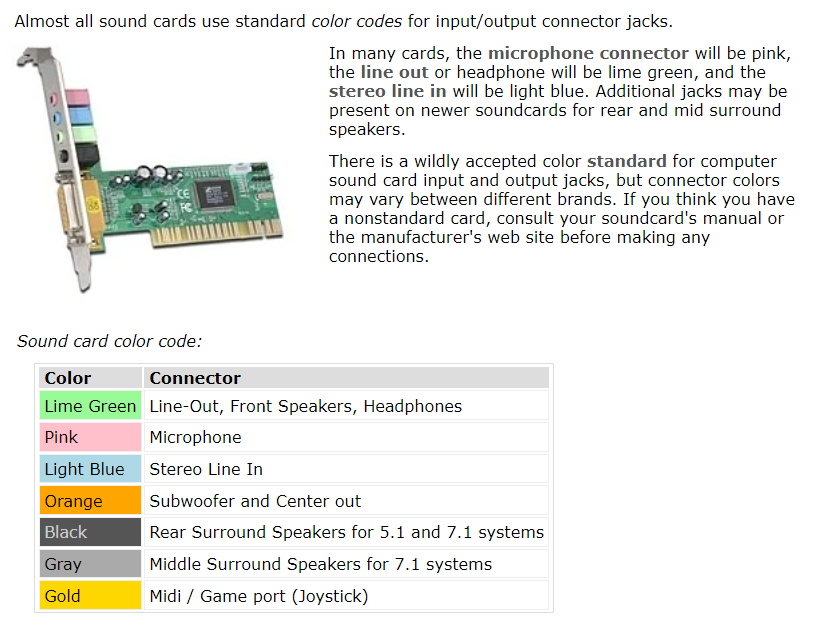 Almost all sound cards use standard color codes for input/output connector jacks.
In many cards, the microphone connector will be pink,
the line out or headphone will be lime green, and the
stereo line in will be light blue. Additional jacks may be
present on newer soundcards for rear and mid surround
speakers.
There is a wildly accepted color standard for computer
sound card input and output jacks, but connector colors
may vary between different brands. If you think you have
a nonstandard card, consult your soundcard's manual or
the manufacturer's web site before making any
connections.
Sound card color code:
Color Connector
Lime Green Line-Out, Front Speakers, Headphones
Pink Microphone
Light Blue Stereo Line In
Orange Subwoofer and Center out
Black Rear Surround Speakers for 5.1 and 7.1 systems
Gray Middle Surround Speakers for 7.1 systems
Gold Midi / Game port (Joystick)